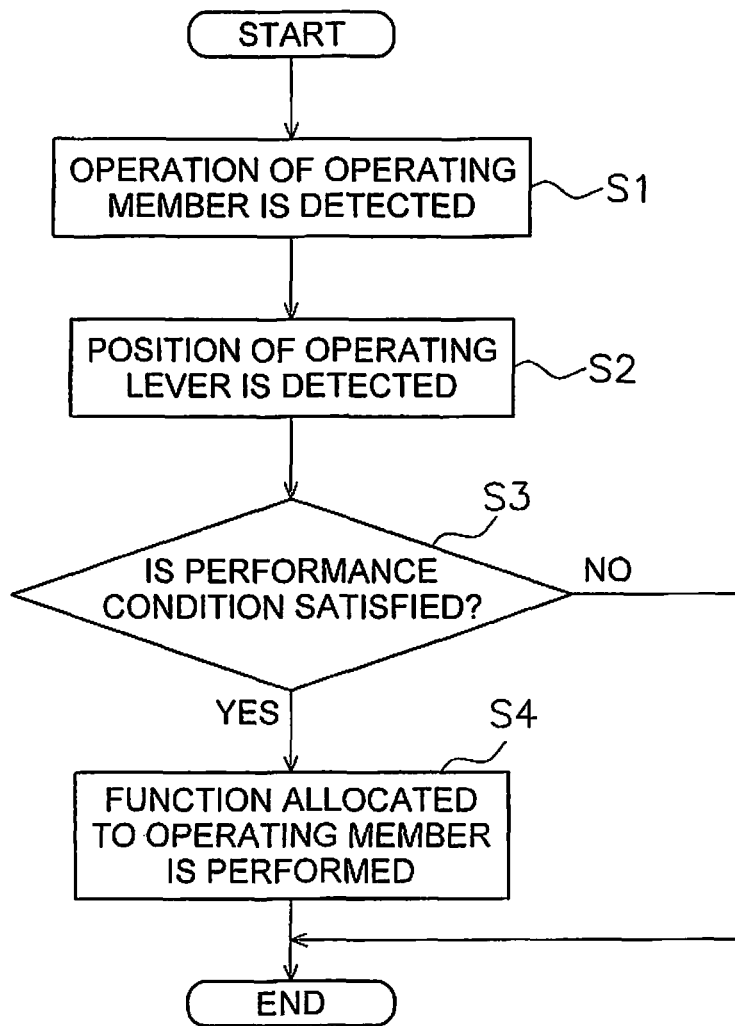 START
OPERATION OF OPERATING
MEMBER IS DETECTED
S1
POSITION OF OPERATING
LEVER IS DETECTED
S2
S3
IS PERFORMANCE
CONDITION SATISFIED?
NO
YES
S4
FUNCTION ALLOCATED
TO OPERATING MEMBER
IS PERFORMED
END